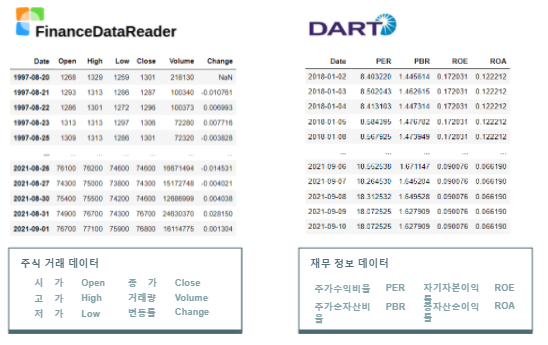 FinanceDataReader
Date Open High Low Close Volume Change
1997-08-20 1268 1329 1259 1301 218130 NaN
1997-08-21 1293 1313 1286 1287 100340 -0.010761
1997-08-22 1286 1301 1272 1296 100373 0.006993
1997-08-23 1313 1313 1297 1306 72280 0.007716
1997-08-25 1309 1313 1286 1320 72320 -0.003828
... ... ... ... ... ... ...
2021-08-26 76100 76200 74600 74600 16671494 -0.014531
2021-08-27 74300 75000 73800 74300 15172748 -0.004021
2021-08-30 75400 75500 74200 74600 12686999 0.004038
2021-08-31 74900 76700 74300 76700 24630370 0.028150
2021-09-01 76700 77100 75900 76800 16114775 0.001304
주식 거래 데이터
시 가 Open 종 가 Close
고 가 High 거래량 Volume
저 가 Low 변동률 Change
DART
Date PER PBR ROE ROA
2018-01-02 8.403220 1.445614 0.172031 0.122212
2018-01-03 8.502043 1.462615 0.172031 0.122212
2018-01-04 8.413103 1.447314 0.172031 0.122212
2018-01-05 8.584395 1.476782 0.172031 0.122212
2018-01-08 8.567925 1.473949 0.172031 0.122212
... ... ... ... ...
2021-09-06 18.552538 1.671147 0.090076 0.066190
2021-09-07 18.264530 1.645204 0.090076 0.066190
2021-09-08 18.312532 1.649528 0.090076 0.066190
2021-09-09 18.072525 1.627909 0.090076 0.066190
2021-09-10 18.072525 1.627909 0.090076 0.066190
재무 정보 데이터
주가수익비율 PER 자기자본이익률 ROE
주가순자산비율 PBR 총자산순이익률 ROA